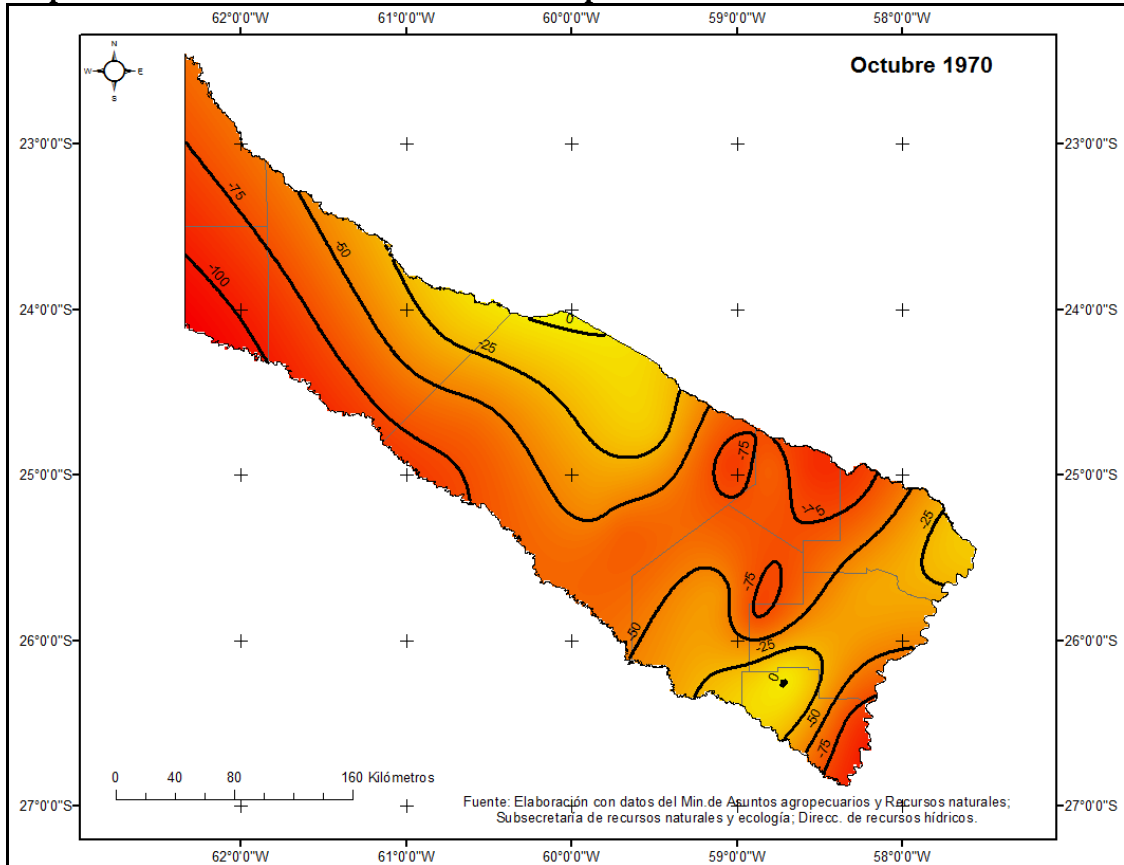 62°0'0"W 61°0'0"W 60°0'0"W 59°0'0"W 58°0'0"W
N
W E
S
Octubre 1970
23°0'0"S 23°0'0"S
-75
-50
-100
24°0'0"S 24°0'0"S
0
-25
25°0'0"S 25°0'0"S
-75
-75
-25
-75
26°0'0"S 26°0'0"S
-50
-25
0
-50
-75
0 40 80 160 Kilómetros
27°0'0"S 27°0'0"S
Fuente: Elaboración con datos del Min.de Asuntos agropecuarios y Recursos naturales;
Subsecretaría de recursos naturales y ecología; Direcc. de recursos hídricos.
62°0'0"W 61°0'0"W 60°0'0"W 59°0'0"W 58°0'0"W